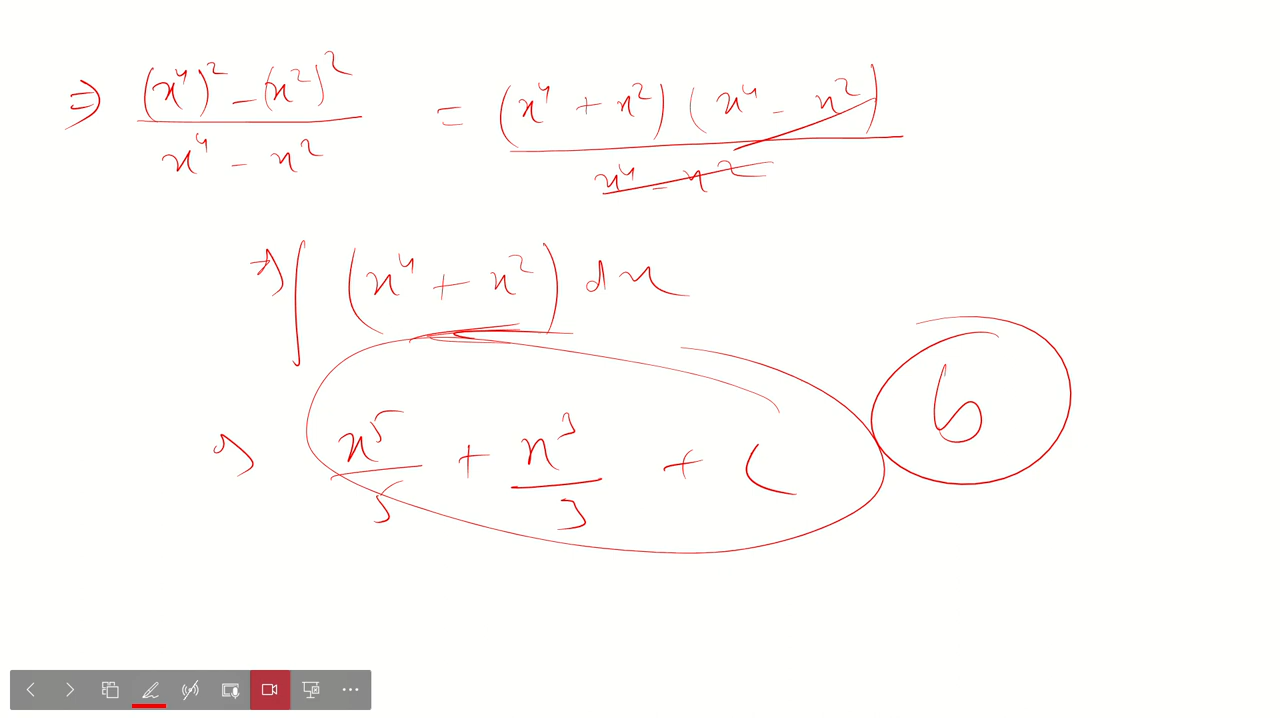 ⇒ (x⁴)² - (x²)² / x⁴ - x² = (x⁴ + x²) (x⁴ - x²) / x⁴ - x²
⇒ ∫ (x⁴ + x²) dx
⇒ x⁵/5 + x³/3 + C
b